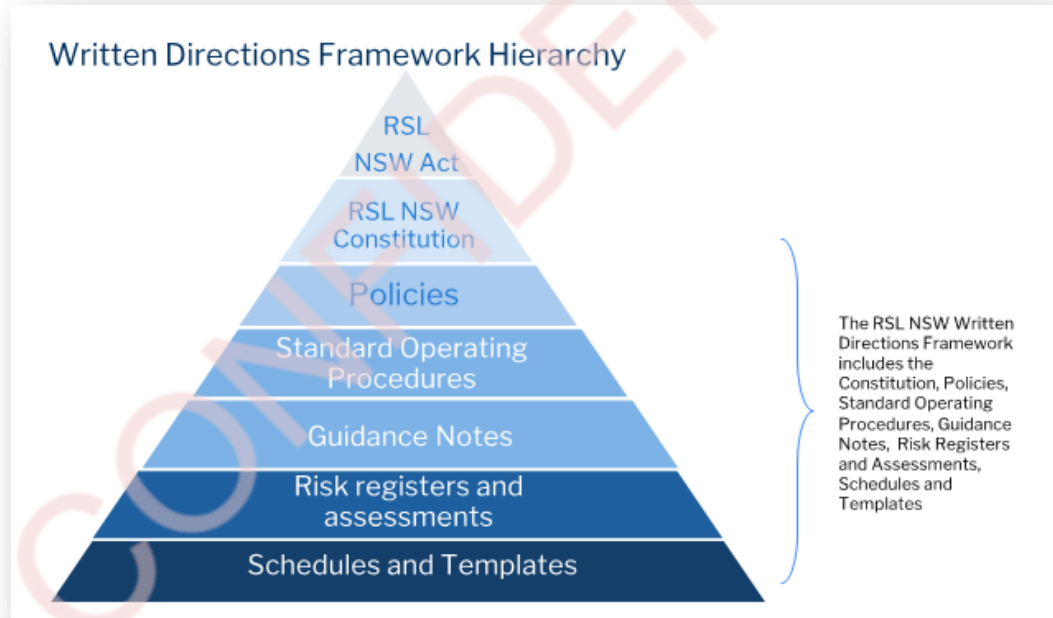 Written Directions Framework Hierarchy
RSL
NSW Act
RSL NSW
Constitution
Policies
Standard Operating
Procedures
Guidance Notes
Risk registers and
assessments
Schedules and Templates
The RSL NSW Written
Directions Framework
includes the
Constitution, Policies,
Standard Operating
Procedures, Guidance
Notes, Risk Registers
and Assessments,
Schedules and
Templates
CONFIDE